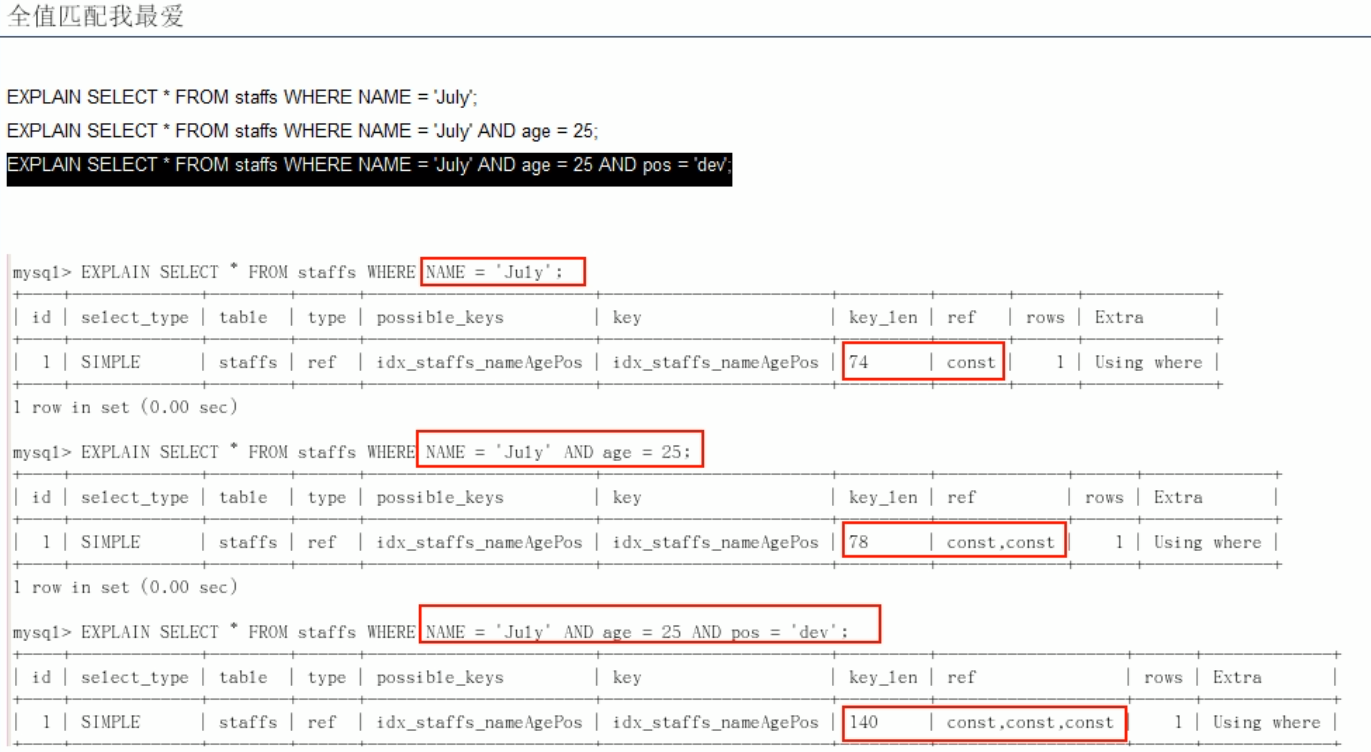 全值匹配我最爱
EXPLAIN SELECT * FROM staffs WHERE NAME = 'July';
EXPLAIN SELECT * FROM staffs WHERE NAME = 'July' AND age = 25;
EXPLAIN SELECT * FROM staffs WHERE NAME = 'July' AND age = 25 AND pos = 'dev';
mysql> EXPLAIN SELECT * FROM staffs WHERE NAME = 'July';
| id | select_type | table | type | possible_keys | key | key_len | ref | rows | Extra |
| 1 | SIMPLE | staffs | ref | idx_staffs_nameAgePos | idx_staffs_nameAgePos | 74 | const | 1 | Using where |
1 row in set (0.00 sec)
mysql> EXPLAIN SELECT * FROM staffs WHERE NAME = 'July' AND age = 25;
| id | select_type | table | type | possible_keys | key | key_len | ref | rows | Extra |
| 1 | SIMPLE | staffs | ref | idx_staffs_nameAgePos | idx_staffs_nameAgePos | 78 | const,const | 1 | Using where |
1 row in set (0.00 sec)
mysql> EXPLAIN SELECT * FROM staffs WHERE NAME = 'July' AND age = 25 AND pos = 'dev';
| id | select_type | table | type | possible_keys | key | key_len | ref | rows | Extra |
| 1 | SIMPLE | staffs | ref | idx_staffs_nameAgePos | idx_staffs_nameAgePos | 140 | const,const,const | 1 | Using where |